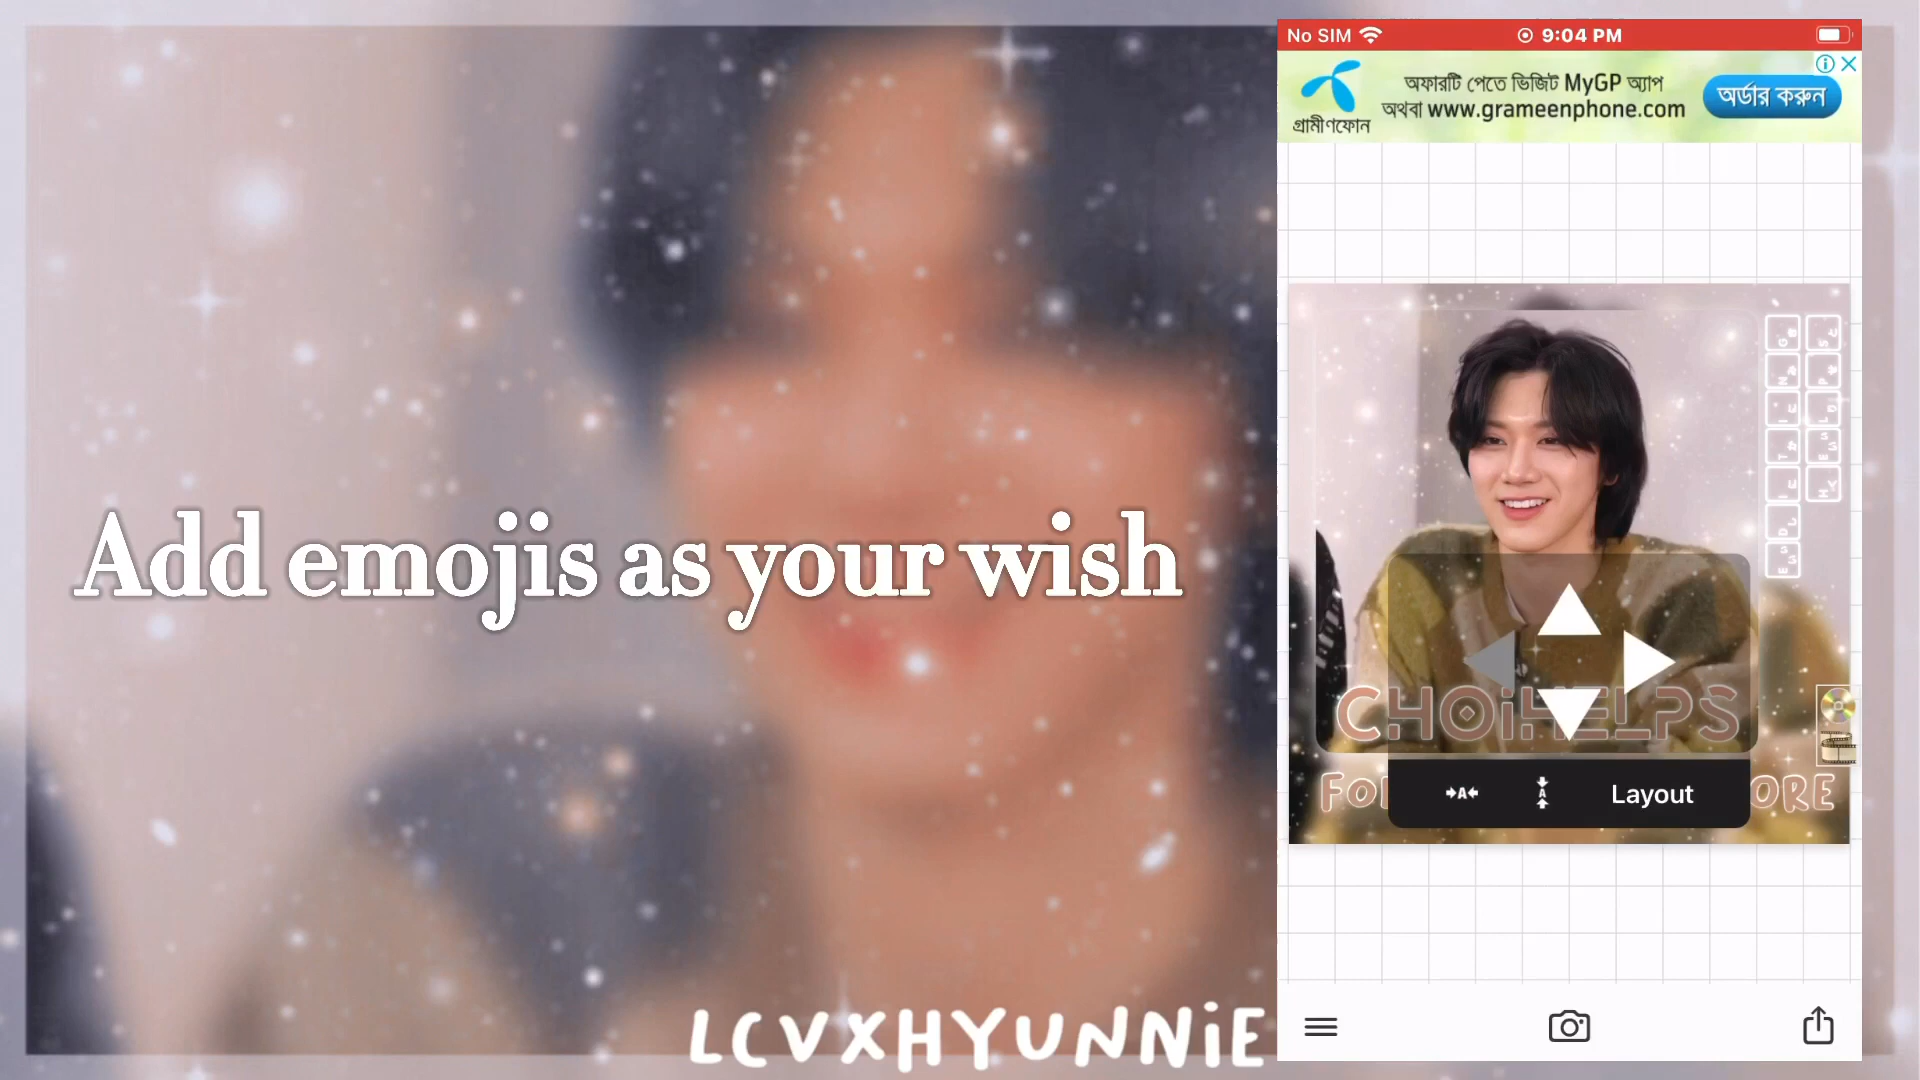 No SIM
9:04 PM
গ্রামীণফোন
অফারটি পেতে ভিজিট MyGP অ্যাপ
অথবা www.grameenphone.com
অর্ডার করুন
Add emojis as your wish
CHOiHELPS
FO
ORE
→A←
A
Layout
LCVXHYUNNiE